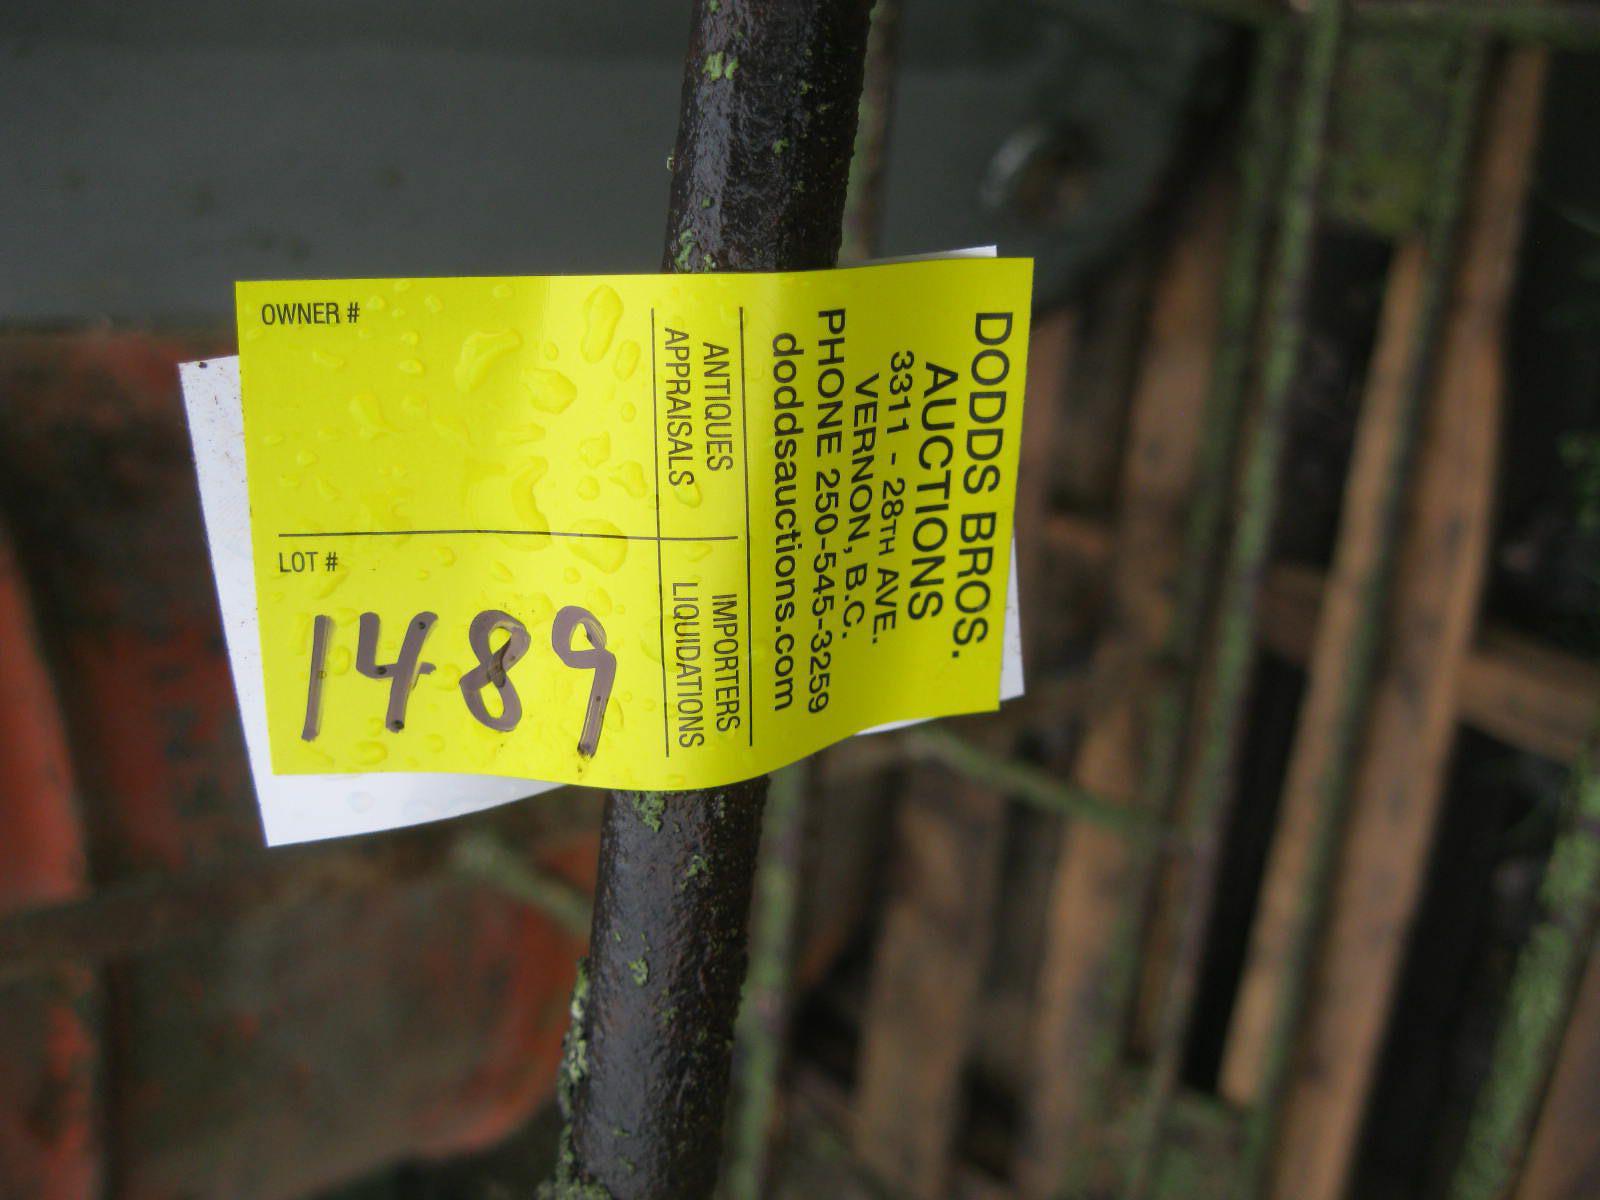 DODDS BROS.
AUCTIONS
3311 - 28TH AVE.
VERNON, B.C.
PHONE 250-545-3259
doddsauctions.com
ANTIQUES
APPRAISALS
IMPORTERS
LIQUIDATIONS
OWNER #
LOT #
1489